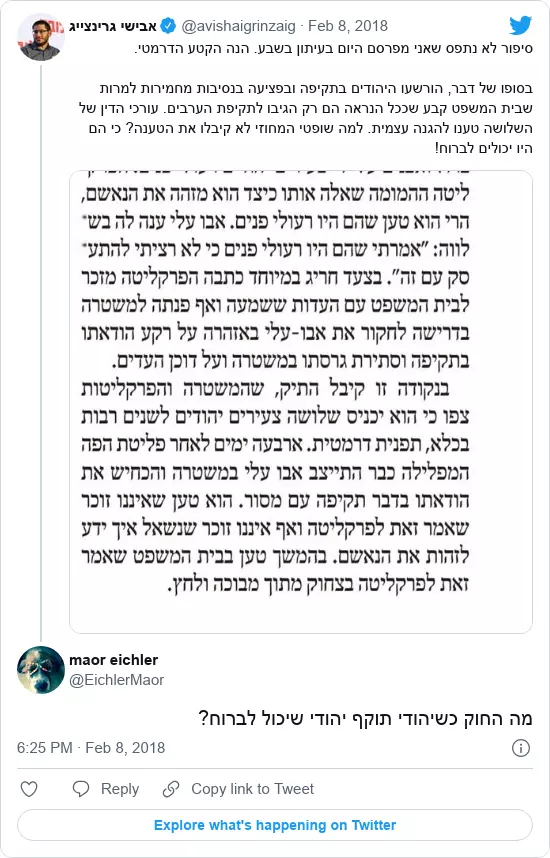 אבישי גרינצייג @avishaigrinzaig · Feb 8, 2018
סיפור לא נתפס שאני מפרסם היום בעיתון בשבע. הנה הקטע הדרמטי.
בסופו של דבר, הורשעו היהודים בתקיפה ובפציעה בנסיבות מחמירות למרות
שבית המשפט קבע שככל הנראה הם רק הגיבו לתקיפת הערבים. עורכי הדין של
השלושה טענו להגנה עצמית. למה שופטי המחוזי לא קיבלו את הטענה? כי הם
היו יכולים לברוח!
ליטה ההמומה שאלה אותו כיצד הוא מזהה את הנאשם,
הרי הוא טען שהם היו רעולי פנים. אבו עלי ענה לה בש־
לווה: "אמרתי שהם היו רעולי פנים כי לא רציתי להתע־
סק עם זה". בצעד חריג במיוחד כתבה הפרקליטה מזכר
לבית המשפט עם העדות ששמעה ואף פנתה למשטרה
בדרישה לחקור את אבו-עלי באזהרה על רקע הודאתו
בתקיפה וסתירת גרסתו במשטרה ועל דוכן העדים.
בנקודה זו קיבל התיק, שהמשטרה והפרקליטות
צפו כי הוא יכניס שלושה צעירים יהודים לשנים רבות
בכלא, תפנית דרמטית. ארבעה ימים לאחר פליטת הפה
המפלילה כבר התייצב אבו עלי במשטרה והכחיש את
הודאתו בדבר תקיפה עם מסור. הוא טען שאיננו זוכר
שאמר זאת לפרקליטה ואף איננו זוכר שנשאל איך ידע
לזהות את הנאשם. בהמשך טען בבית המשפט שאמר
זאת לפרקליטה בצחוק מתוך מבוכה ולחץ.
maor eichler
@EichlerMaor
מה החוק כשיהודי תוקף יהודי שיכול לברוח?
6:25 PM · Feb 8, 2018
Reply
Copy link to Tweet
Explore what's happening on Twitter